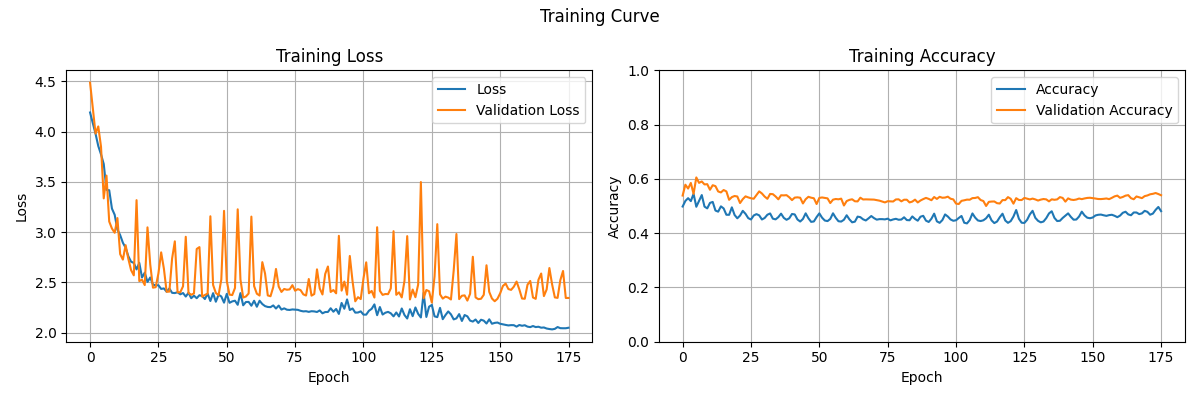 Training Curve
Training Loss
4.5
4.0
3.5
3.0
2.5
2.0
Loss
0 25 50 75 100 125 150 175
Epoch
Loss
Validation Loss
Training Accuracy
1.0
0.8
0.6
0.4
0.2
0.0
Accuracy
0 25 50 75 100 125 150 175
Epoch
Accuracy
Validation Accuracy